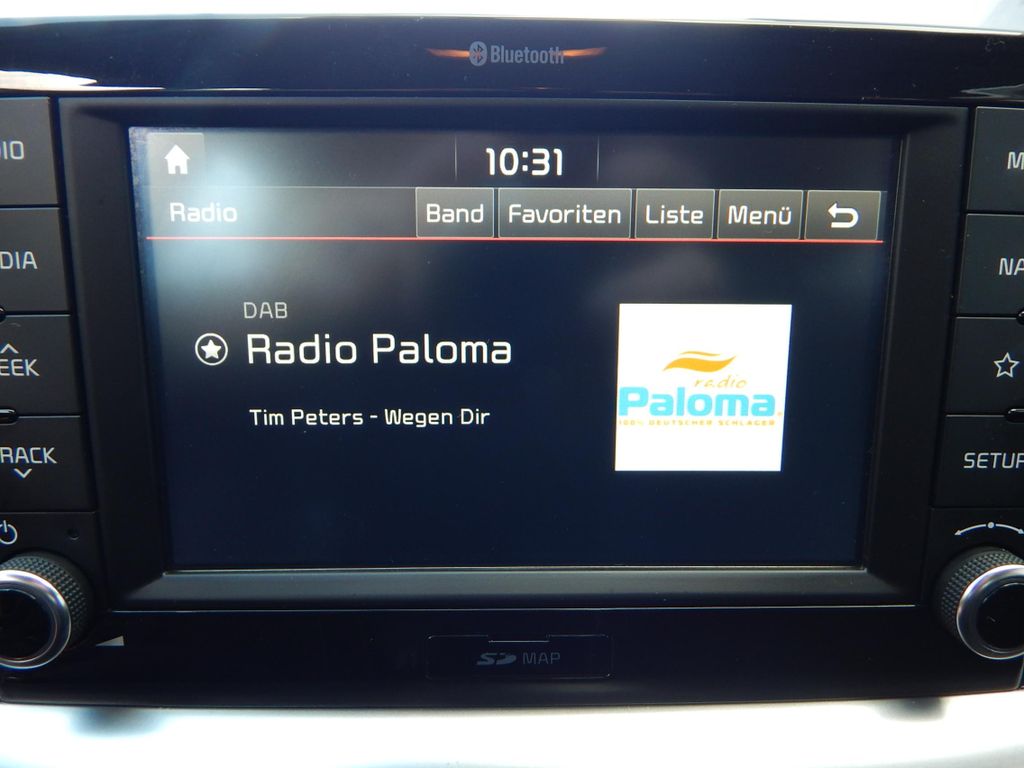 Bluetooth
10:31
Radio
Band
Favoriten
Liste
Menü
DAB
Radio Paloma
Tim Peters - Wegen Dir
radio
Paloma
100% DEUTSCHER SCHLAGER
IO
DIA
EEK
RACK
M
NA
SETUP
SD MAP